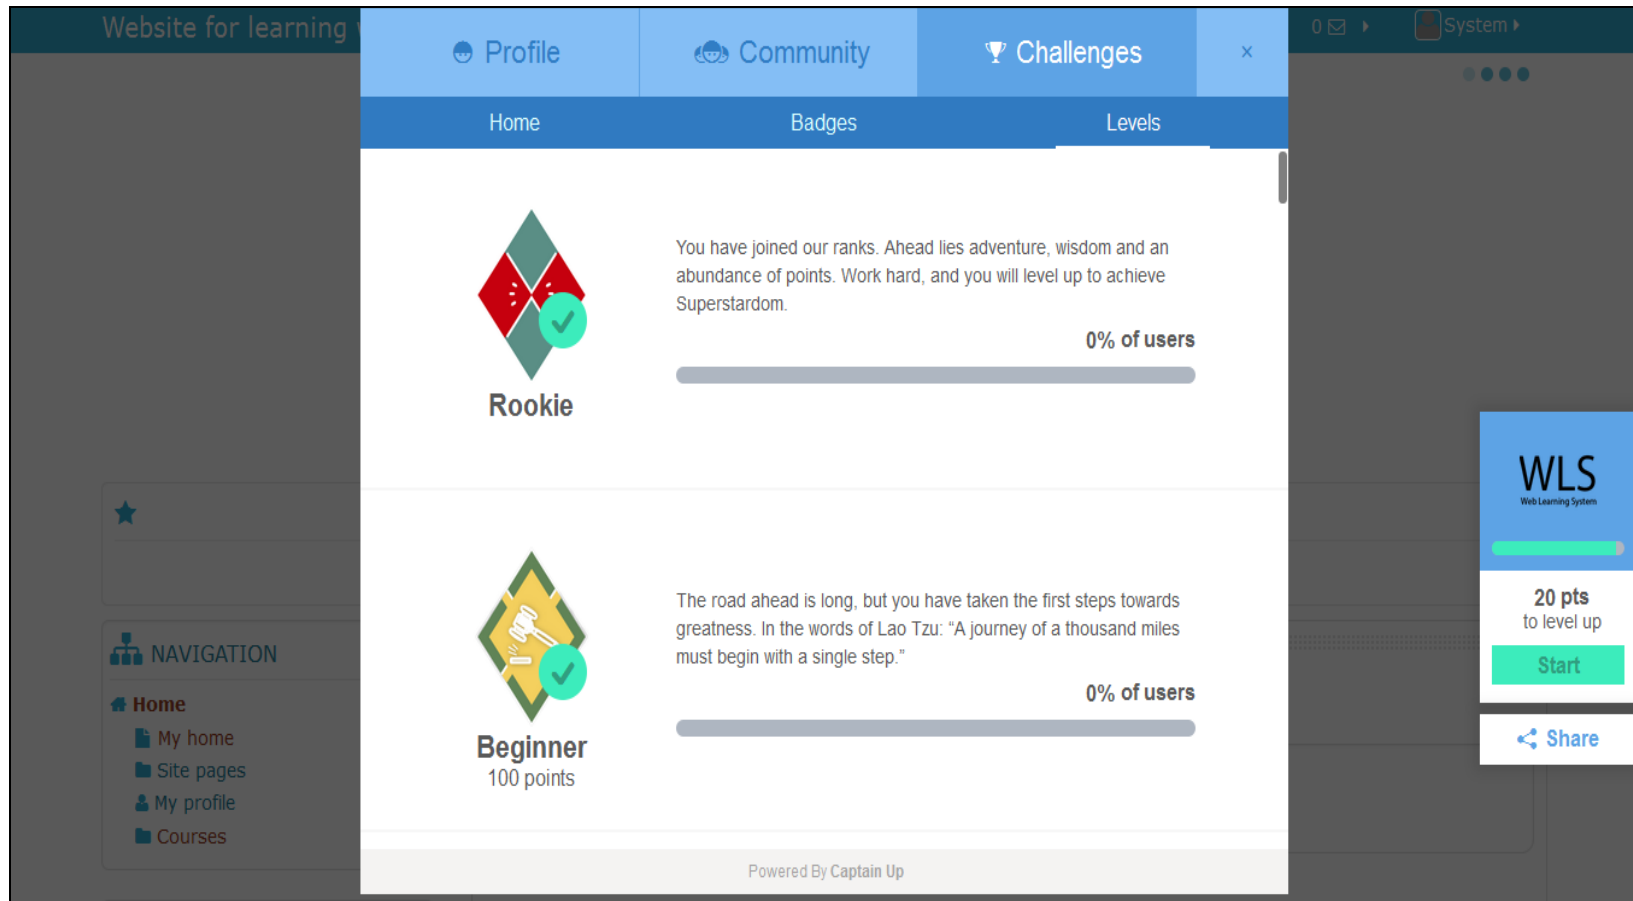 Website for learning
Profile
Community
Challenges
×
0
System
Home
Badges
Levels
You have joined our ranks. Ahead lies adventure, wisdom and an
abundance of points. Work hard, and you will level up to achieve
Superstardom.
0% of users
Rookie
The road ahead is long, but you have taken the first steps towards
greatness. In the words of Lao Tzu: “A journey of a thousand miles
must begin with a single step.”
0% of users
Beginner
100 points
Powered By Captain Up
NAVIGATION
Home
My home
Site pages
My profile
Courses
WLS
Web Learning System
20 pts
to level up
Start
Share